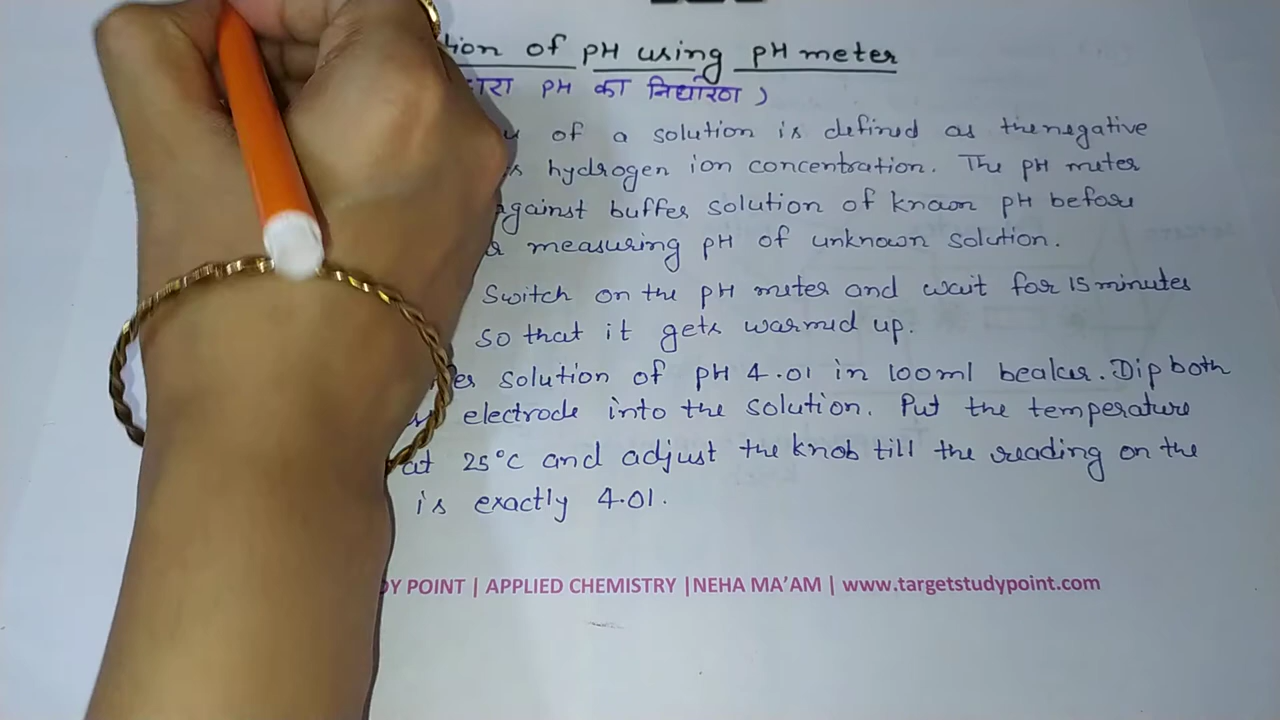 tion of pH using pH meter
द्वारा pH का निर्धारण )
of a solution is defined as the negative
hydrogen ion concentration. The pH meter
against buffer solution of known pH before
measuring pH of unknown solution.
Switch on the pH meter and wait for 15 minutes
so that it gets warmed up.
er solution of pH 4.01 in 100ml beaker. Dip both
electrode into the solution. Put the temperature
at 25°C and adjust the knob till the reading on the
is exactly 4.01.
DY POINT | APPLIED CHEMISTRY |NEHA MA'AM | www.targetstudypoint.com